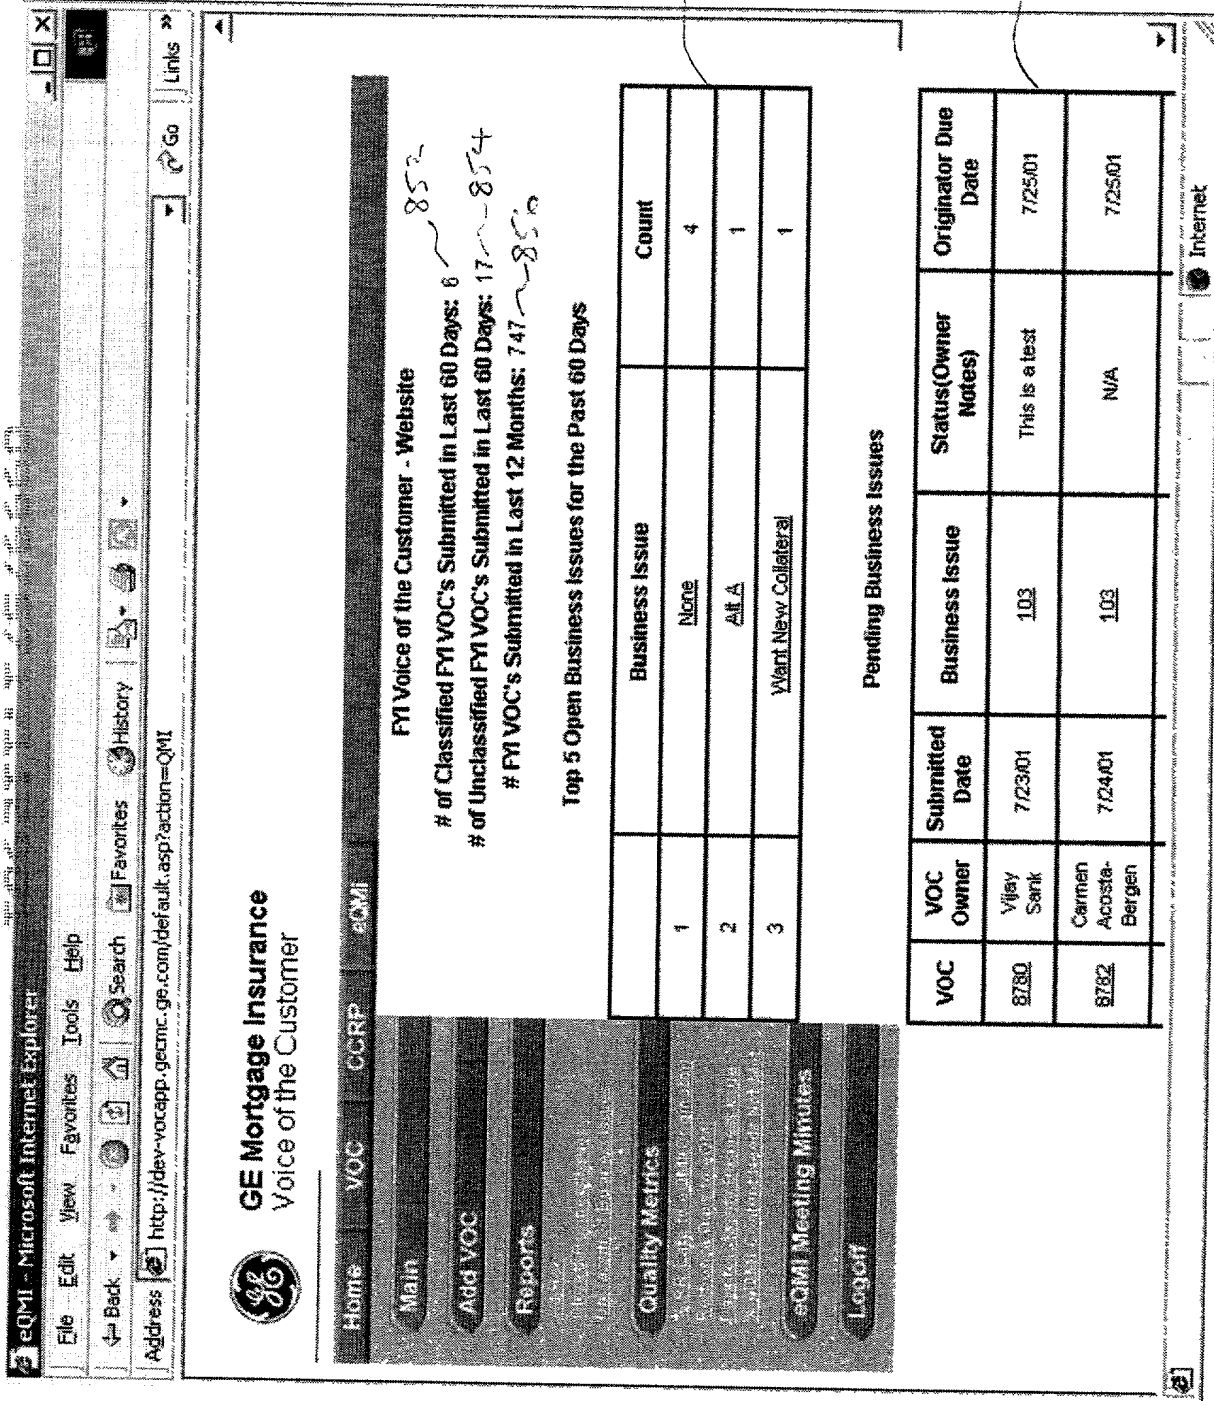 eQMI - Microsoft Internet Explorer
File Edit View Favorites Tools Help
Back Search Favorites History
Address http://dev-vocapp.gecmc.ge.com/default.asp?action=QMI Go Links »
GE Mortgage Insurance
Voice of the Customer
Home VOC CCRP eQMI
Main
Add VOC
Reports
Quality Metrics
eQMI Meeting Minutes
Logoff
FYI Voice of the Customer - Website
# of Classified FYI VOC's Submitted in Last 60 Days: 6 852
# of Unclassified FYI VOC's Submitted in Last 60 Days: 17 854
# FYI VOC's Submitted in Last 12 Months: 747 856
Top 5 Open Business Issues for the Past 60 Days
Business Issue Count
1 None 4
2 Alt A 1
3 Want New Collateral 1
Pending Business Issues
VOC VOC Owner Submitted Date Business Issue Status(Owner Notes) Originator Due Date
8780 Vijay Sank 7/23/01 103 This is a test 7/25/01
8782 Carmen Acosta-Bergen 7/24/01 103 N/A 7/25/01
Internet